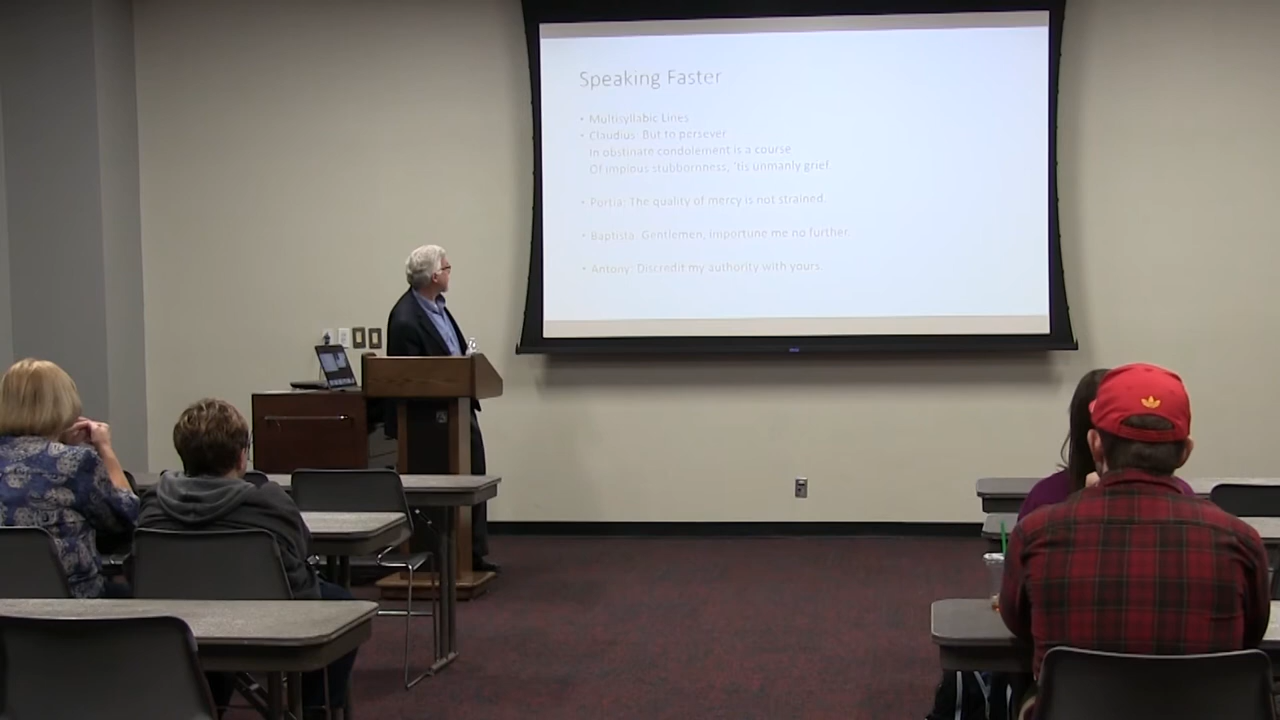 Speaking Faster
• Multisyllabic Lines
• Claudius: But to persever
In obstinate condolement is a course
Of impious stubbornness, 'tis unmanly grief.
• Portia: The quality of mercy is not strained.
• Baptista: Gentlemen, importune me no further.
• Antony: Discredit my authority with yours.